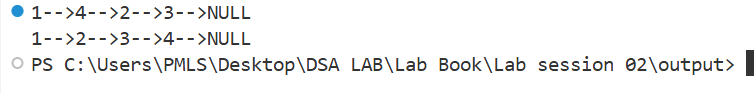 1-->4-->2-->3-->NULL
1-->2-->3-->4-->NULL
PS C:\Users\PMLS\Desktop\DSA LAB\Lab Book\Lab session 02\output>